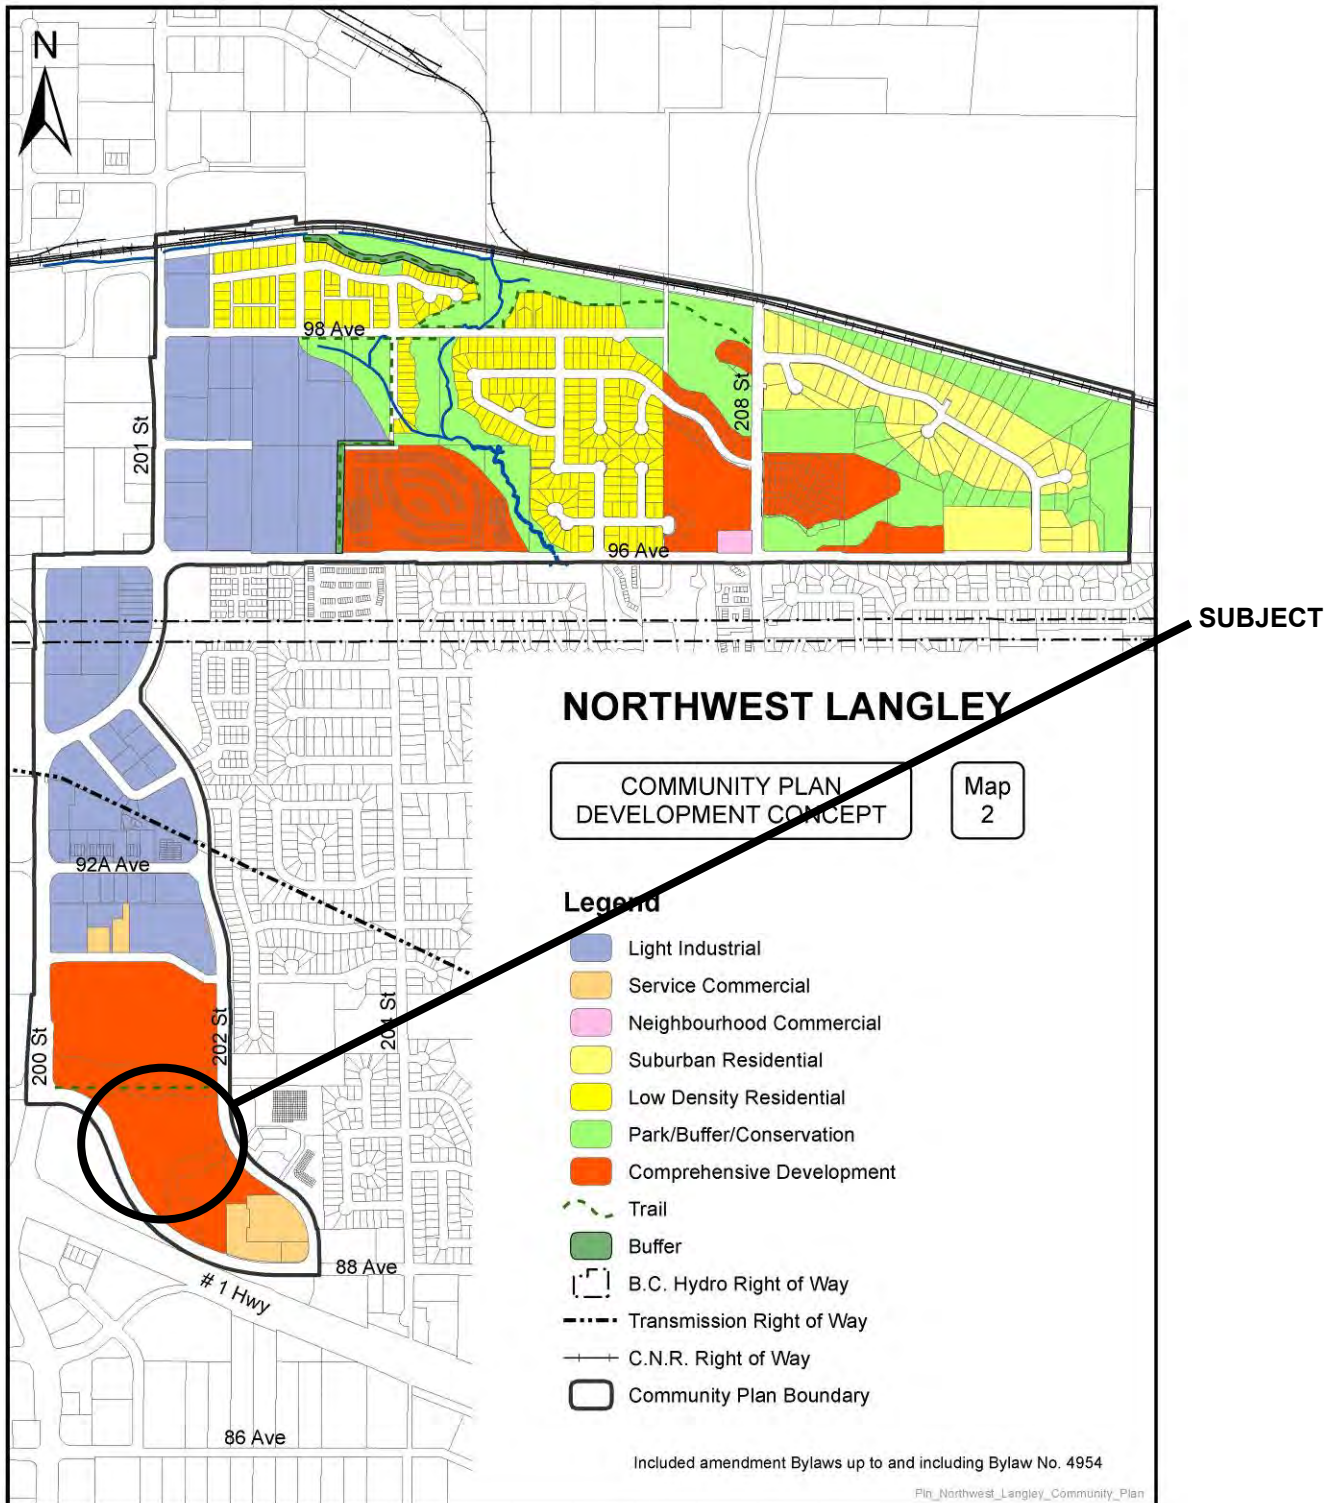 N
98 Ave
201 St
208 St
96 Ave
SUBJECT
NORTHWEST LANGLEY
COMMUNITY PLAN
DEVELOPMENT CONCEPT
Map
2
92A Ave
Legend
Light Industrial
Service Commercial
Neighbourhood Commercial
Suburban Residential
Low Density Residential
Park/Buffer/Conservation
Comprehensive Development
Trail
Buffer
B.C. Hydro Right of Way
Transmission Right of Way
C.N.R. Right of Way
Community Plan Boundary
200 St
202 St
204 St
88 Ave
# 1 Hwy
86 Ave
Included amendment Bylaws up to and including Bylaw No. 4954
Pln_Northwest_Langley_Community_Plan